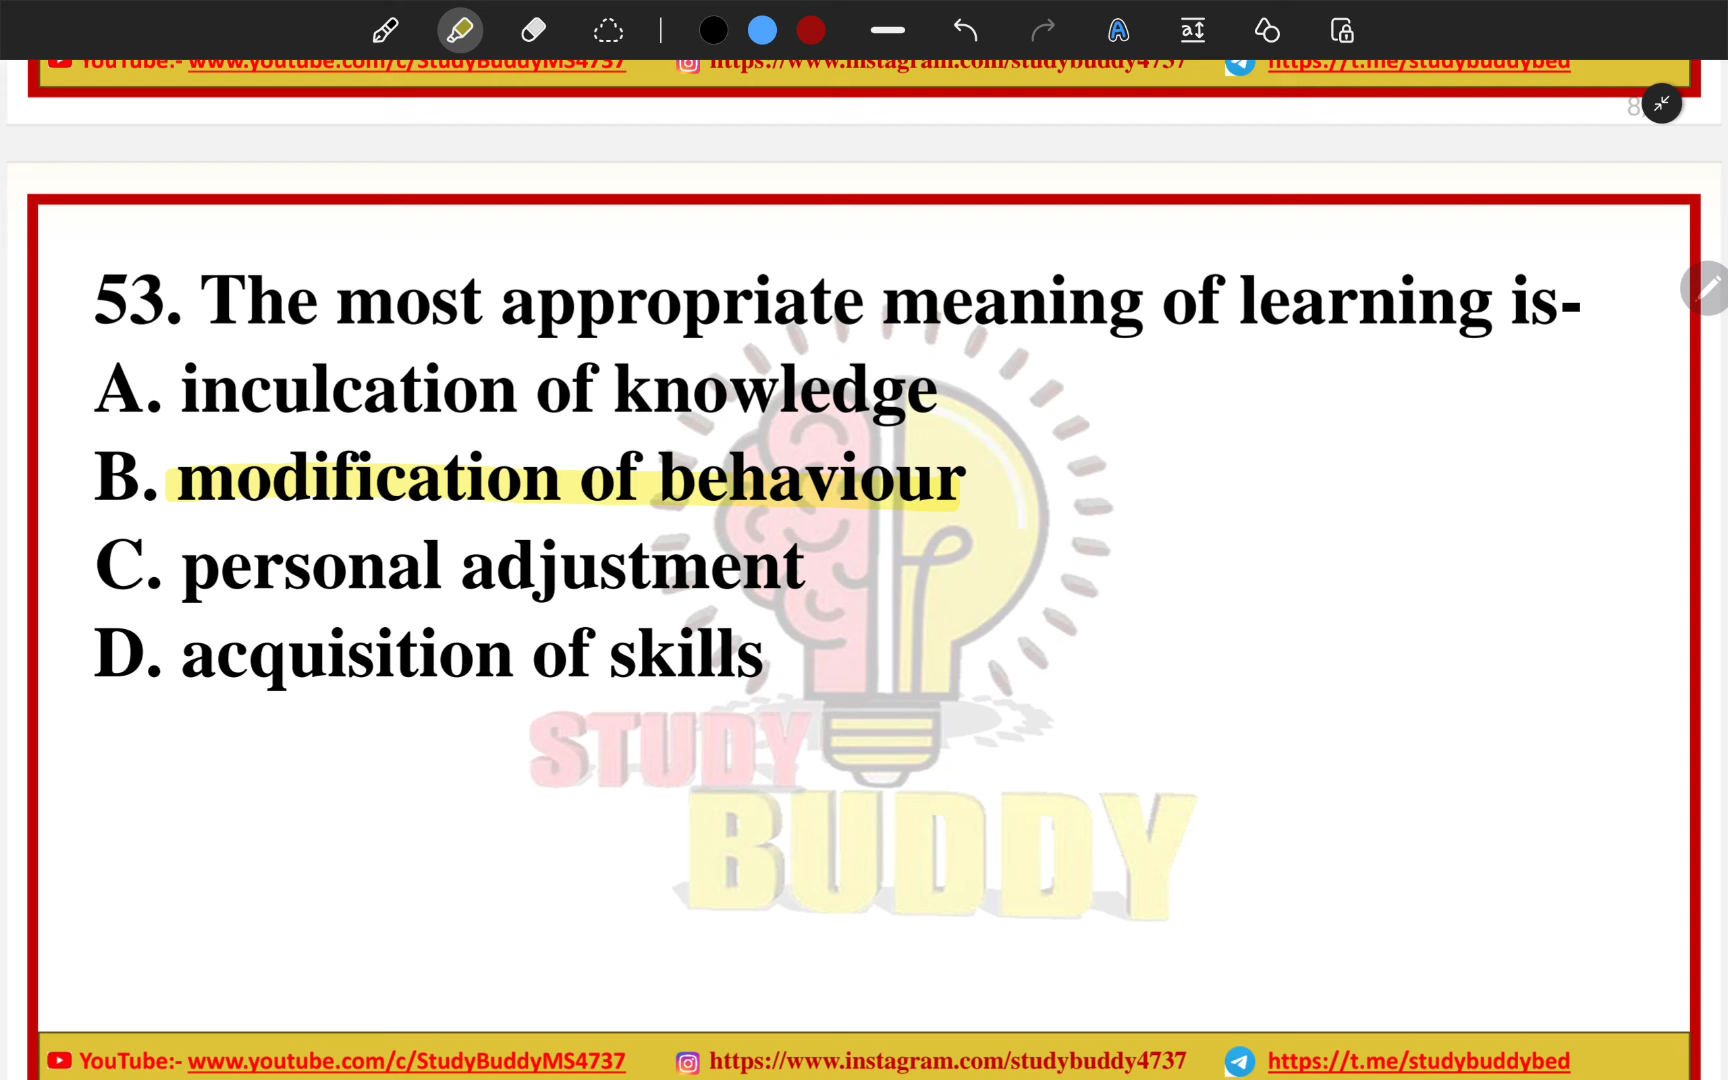 YouTube:- www.youtube.com/c/StudyBuddyMS4737 https://www.instagram.com/studybuddy4737 https://t.me/studybuddybed
8
53. The most appropriate meaning of learning is-
A. inculcation of knowledge
B. modification of behaviour
C. personal adjustment
D. acquisition of skills
STUDY
BUDDY
YouTube:- www.youtube.com/c/StudyBuddyMS4737 https://www.instagram.com/studybuddy4737 https://t.me/studybuddybed